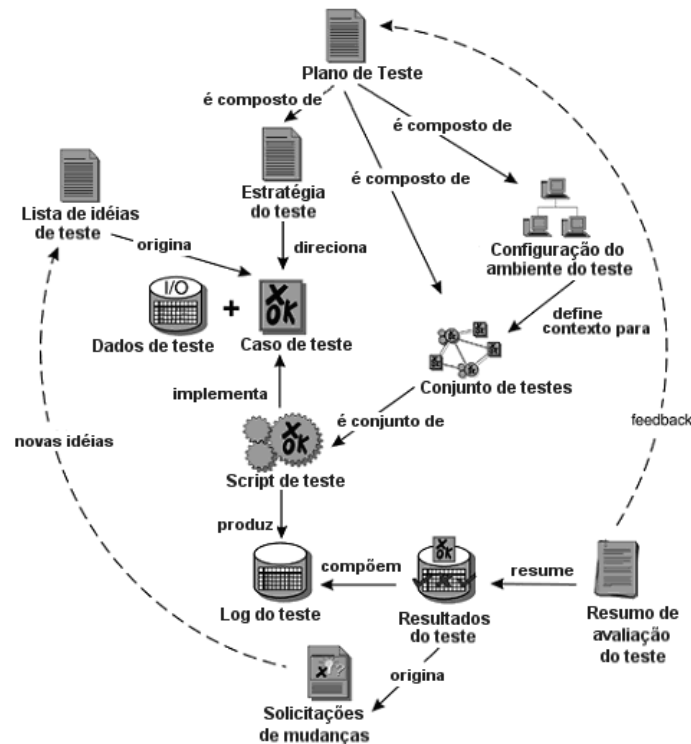 Plano de Teste
é composto de
é composto de
é composto de
Estratégia
do teste
Lista de idéias
de teste
origina
direciona
Configuração do
ambiente do teste
I/O
+
X
OK
Dados de teste
Caso de teste
define
contexto para
Conjunto de testes
implementa
é conjunto de
feedback
novas idéias
X
OK
Script de teste
produz
X
OK
compõem
resume
Log do teste
Resultados
do teste
Resumo de
avaliação
do teste
origina
X ?
Solicitações
de mudanças